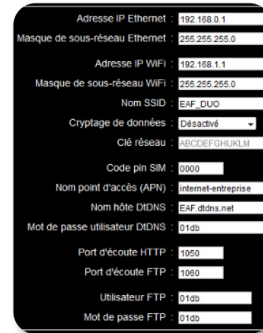 Adresse IP Ethernet : 192.168.0.1
Masque de sous-réseau Ethernet : 255.255.255.0
Adresse IP WiFi : 192.168.1.1
Masque de sous-réseau WiFi : 255.255.255.0
Nom SSID : EAF_DUO
Cryptage de données : Désactivé
Clé réseau : ABCDEFGHIJKLM
Code pin SIM : 0000
Nom point d'accès (APN) : internet-entreprise
Nom hôte DtDNS : EAF.dtdns.net
Mot de passe utilisateur DtDNS : 01db
Port d'écoute HTTP : 1050
Port d'écoute FTP : 1060
Utilisateur FTP : 01db
Mot de passe FTP : 01db